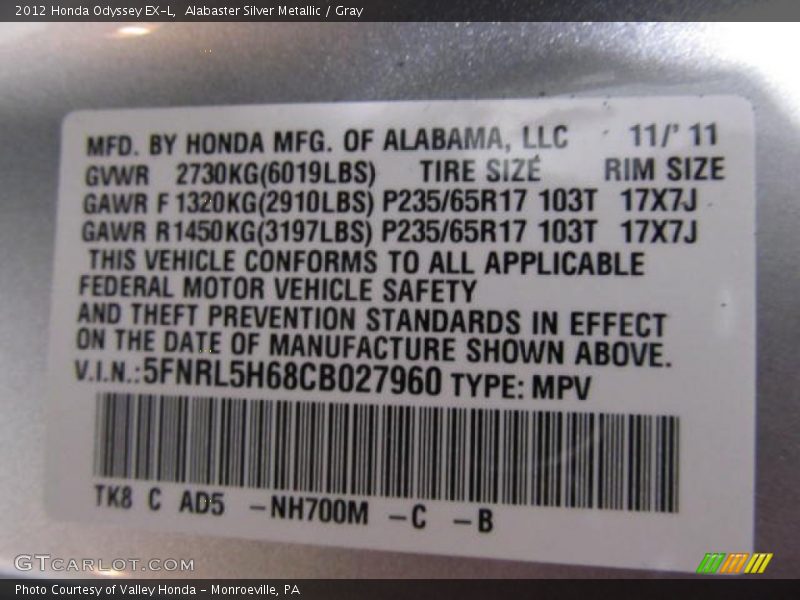 2012 Honda Odyssey EX-L, Alabaster Silver Metallic / Gray
MFD. BY HONDA MFG. OF ALABAMA, LLC 11/'11
GVWR 2730KG(6019LBS) TIRE SIZE RIM SIZE
GAWR F 1320KG(2910LBS) P235/65R17 103T 17X7J
GAWR R1450KG(3197LBS) P235/65R17 103T 17X7J
THIS VEHICLE CONFORMS TO ALL APPLICABLE
FEDERAL MOTOR VEHICLE SAFETY
AND THEFT PREVENTION STANDARDS IN EFFECT
ON THE DATE OF MANUFACTURE SHOWN ABOVE.
V.I.N.:5FNRL5H68CB027960 TYPE: MPV
TK8 C AD5 -NH700M -C -B
GTCARLOT.COM
Photo Courtesy of Valley Honda - Monroeville, PA